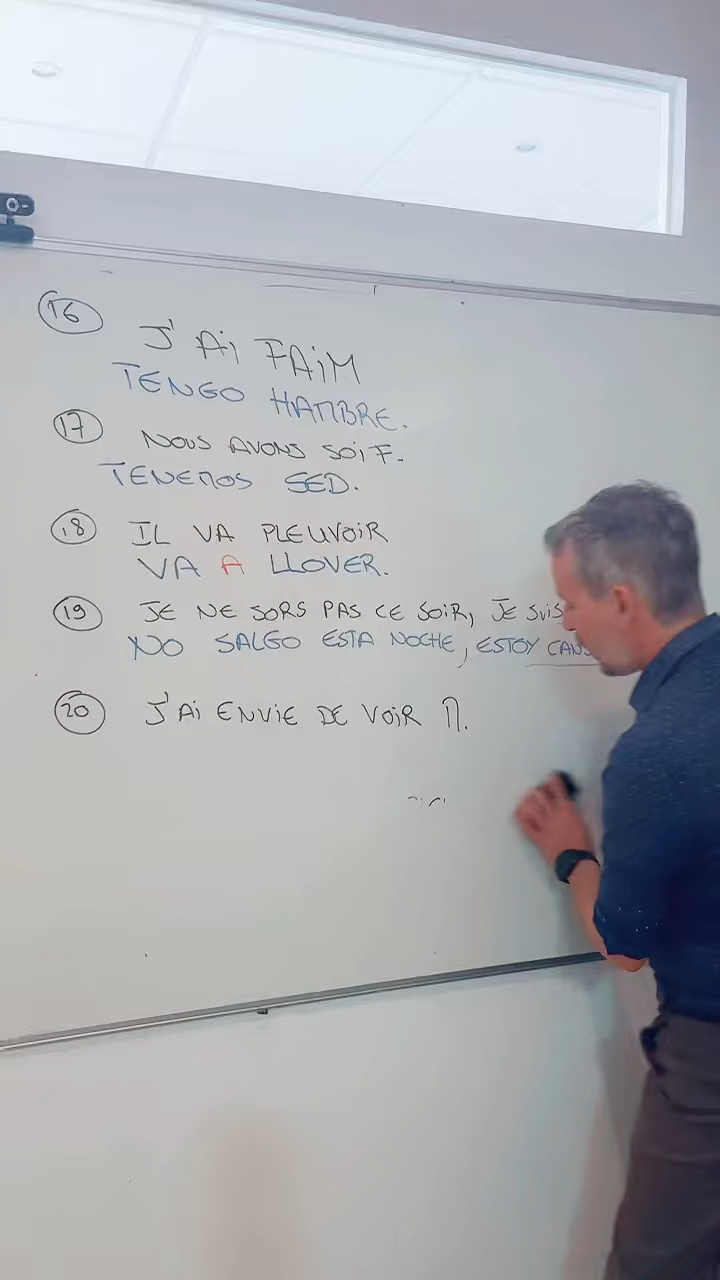 16 J'AI FAIM
TENGO HAMBRE.
17 NOUS AVONS SOIF.
TENEMOS SED.
18 IL VA PLEUVOIR
VA A LLOVER.
19 JE NE SORS PAS CE SOIR, JE SUIS
NO SALGO ESTA NOCHE, ESTOY
20 J'AI ENVIE DE VOIR M.